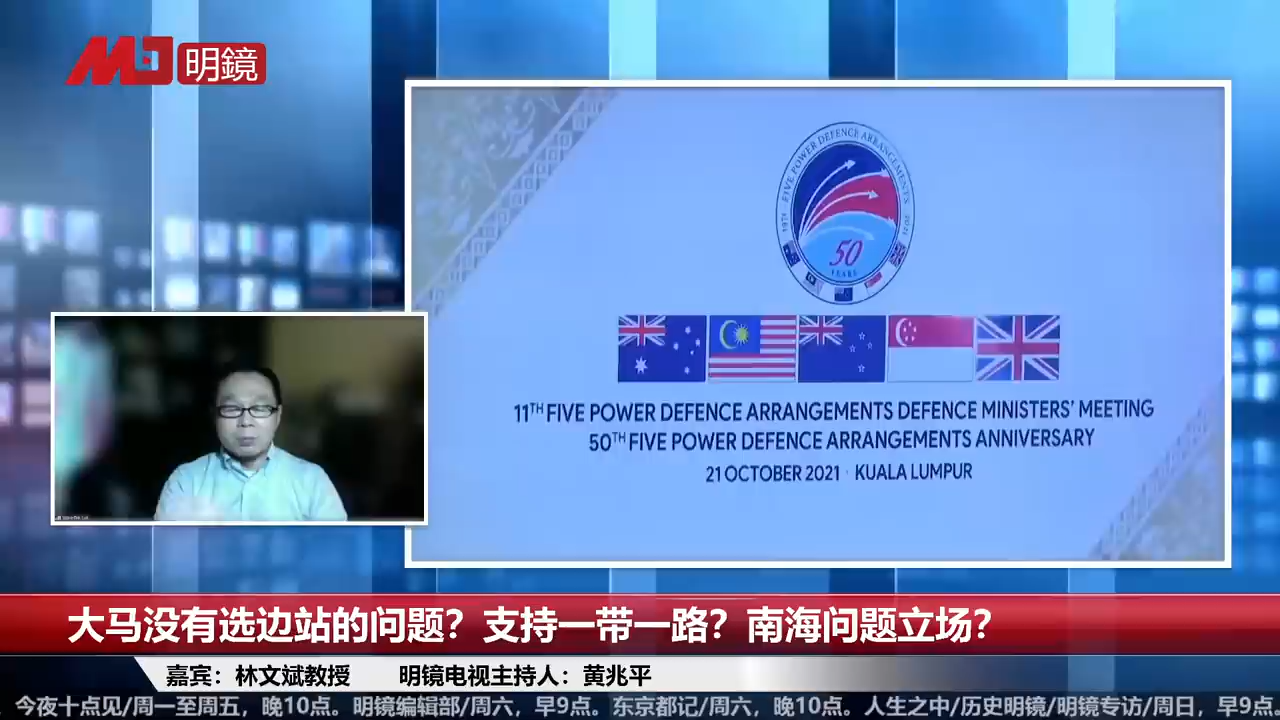 明鏡
FIVE POWER DEFENCE ARRANGEMENTS
1971
2021
50
YEARS
11TH FIVE POWER DEFENCE ARRANGEMENTS DEFENCE MINISTERS' MEETING
50TH FIVE POWER DEFENCE ARRANGEMENTS ANNIVERSARY
21 OCTOBER 2021 · KUALA LUMPUR
大马没有选边站的问题？支持一带一路？南海问题立场？
嘉宾：林文斌教授 明镜电视主持人：黄兆平
今夜十点见/周一至周五，晚10点。明镜编辑部/周六，早9点。东京都记/周六，晚10点。人生之中/历史明镜/明镜专访/周日，早9点。